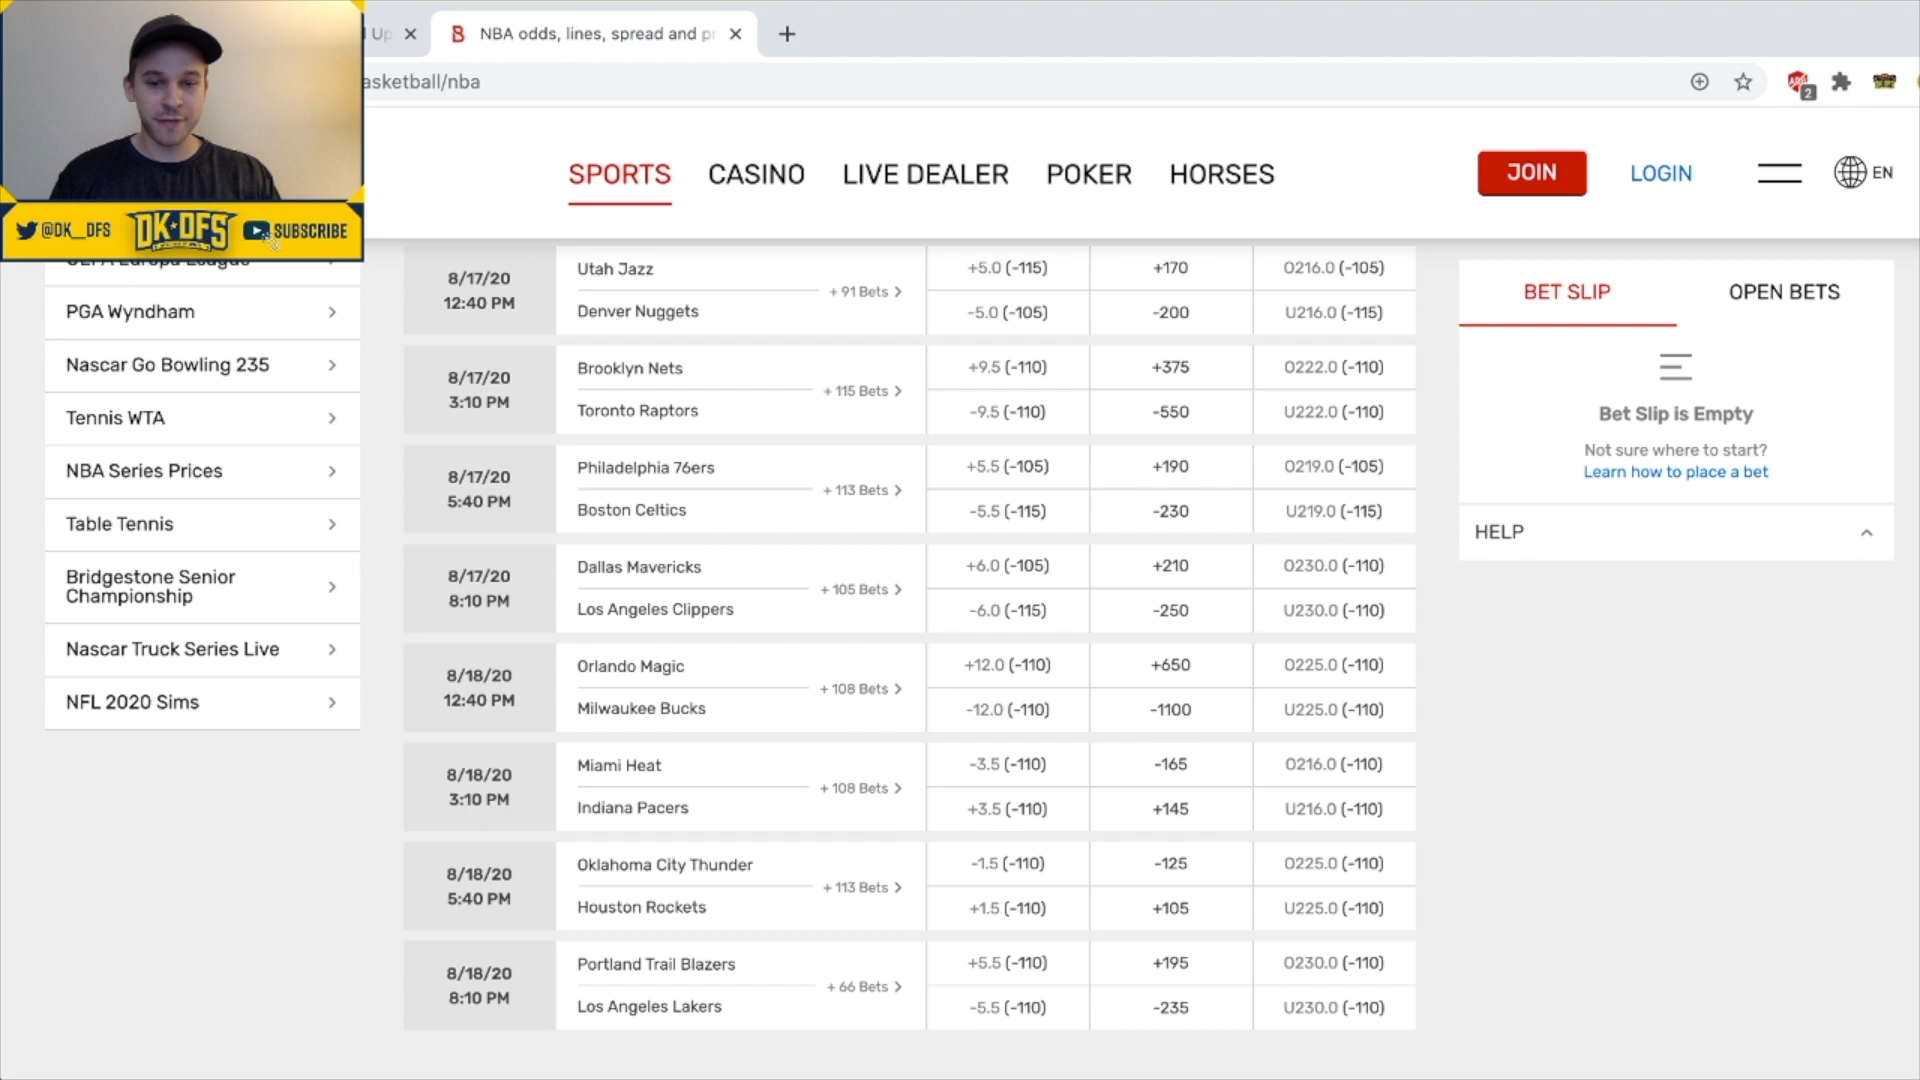 Up
NBA odds, lines, spread and pr
asketball/nba
2
SPORTS
CASINO
LIVE DEALER
POKER
HORSES
JOIN
LOGIN
EN
@DK__DFS
DK DFS
SUBSCRIBE
UEFA Europa League
PGA Wyndham
Nascar Go Bowling 235
Tennis WTA
NBA Series Prices
Table Tennis
Bridgestone Senior
Championship
Nascar Truck Series Live
NFL 2020 Sims
8/17/20
12:40 PM
Utah Jazz
Denver Nuggets
+ 91 Bets
+5.0 (-115)
+170
O216.0 (-105)
-5.0 (-105)
-200
U216.0 (-115)
8/17/20
3:10 PM
Brooklyn Nets
Toronto Raptors
+ 115 Bets
+9.5 (-110)
+375
O222.0 (-110)
-9.5 (-110)
-550
U222.0 (-110)
8/17/20
5:40 PM
Philadelphia 76ers
Boston Celtics
+ 113 Bets
+5.5 (-105)
+190
O219.0 (-105)
-5.5 (-115)
-230
U219.0 (-115)
8/17/20
8:10 PM
Dallas Mavericks
Los Angeles Clippers
+ 105 Bets
+6.0 (-105)
+210
O230.0 (-110)
-6.0 (-115)
-250
U230.0 (-110)
8/18/20
12:40 PM
Orlando Magic
Milwaukee Bucks
+ 108 Bets
+12.0 (-110)
+650
O225.0 (-110)
-12.0 (-110)
-1100
U225.0 (-110)
8/18/20
3:10 PM
Miami Heat
Indiana Pacers
+ 108 Bets
-3.5 (-110)
-165
O216.0 (-110)
+3.5 (-110)
+145
U216.0 (-110)
8/18/20
5:40 PM
Oklahoma City Thunder
Houston Rockets
+ 113 Bets
-1.5 (-110)
-125
O225.0 (-110)
+1.5 (-110)
+105
U225.0 (-110)
8/18/20
8:10 PM
Portland Trail Blazers
Los Angeles Lakers
+ 66 Bets
+5.5 (-110)
+195
O230.0 (-110)
-5.5 (-110)
-235
U230.0 (-110)
BET SLIP
OPEN BETS
Bet Slip is Empty
Not sure where to start?
Learn how to place a bet
HELP